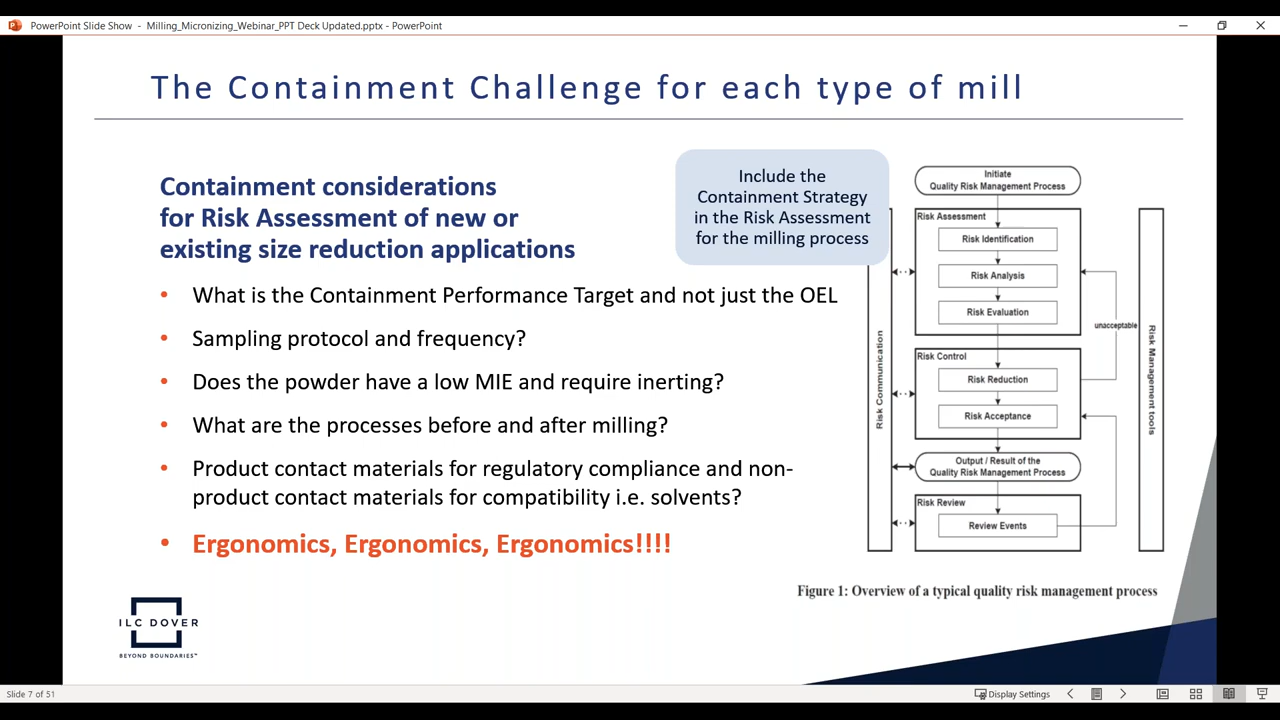 PowerPoint Slide Show - Milling_Micronizing_Webinar_PPT Deck Updated.pptx - PowerPoint
The Containment Challenge for each type of mill
Containment considerations
for Risk Assessment of new or
existing size reduction applications
Include the
Containment Strategy
in the Risk Assessment
for the milling process
• What is the Containment Performance Target and not just the OEL
• Sampling protocol and frequency?
• Does the powder have a low MIE and require inerting?
• What are the processes before and after milling?
• Product contact materials for regulatory compliance and non-
product contact materials for compatibility i.e. solvents?
• Ergonomics, Ergonomics, Ergonomics!!!!
Initiate
Quality Risk Management Process
Risk Assessment
Risk Identification
Risk Analysis
Risk Evaluation
unacceptable
Risk Control
Risk Reduction
Risk Acceptance
Output / Result of the
Quality Risk Management Process
Risk Review
Review Events
Risk Communication
Risk Management tools
Figure 1: Overview of a typical quality risk management process
ILC DOVER
BEYOND BOUNDARIES™
Slide 7 of 51
Display Settings